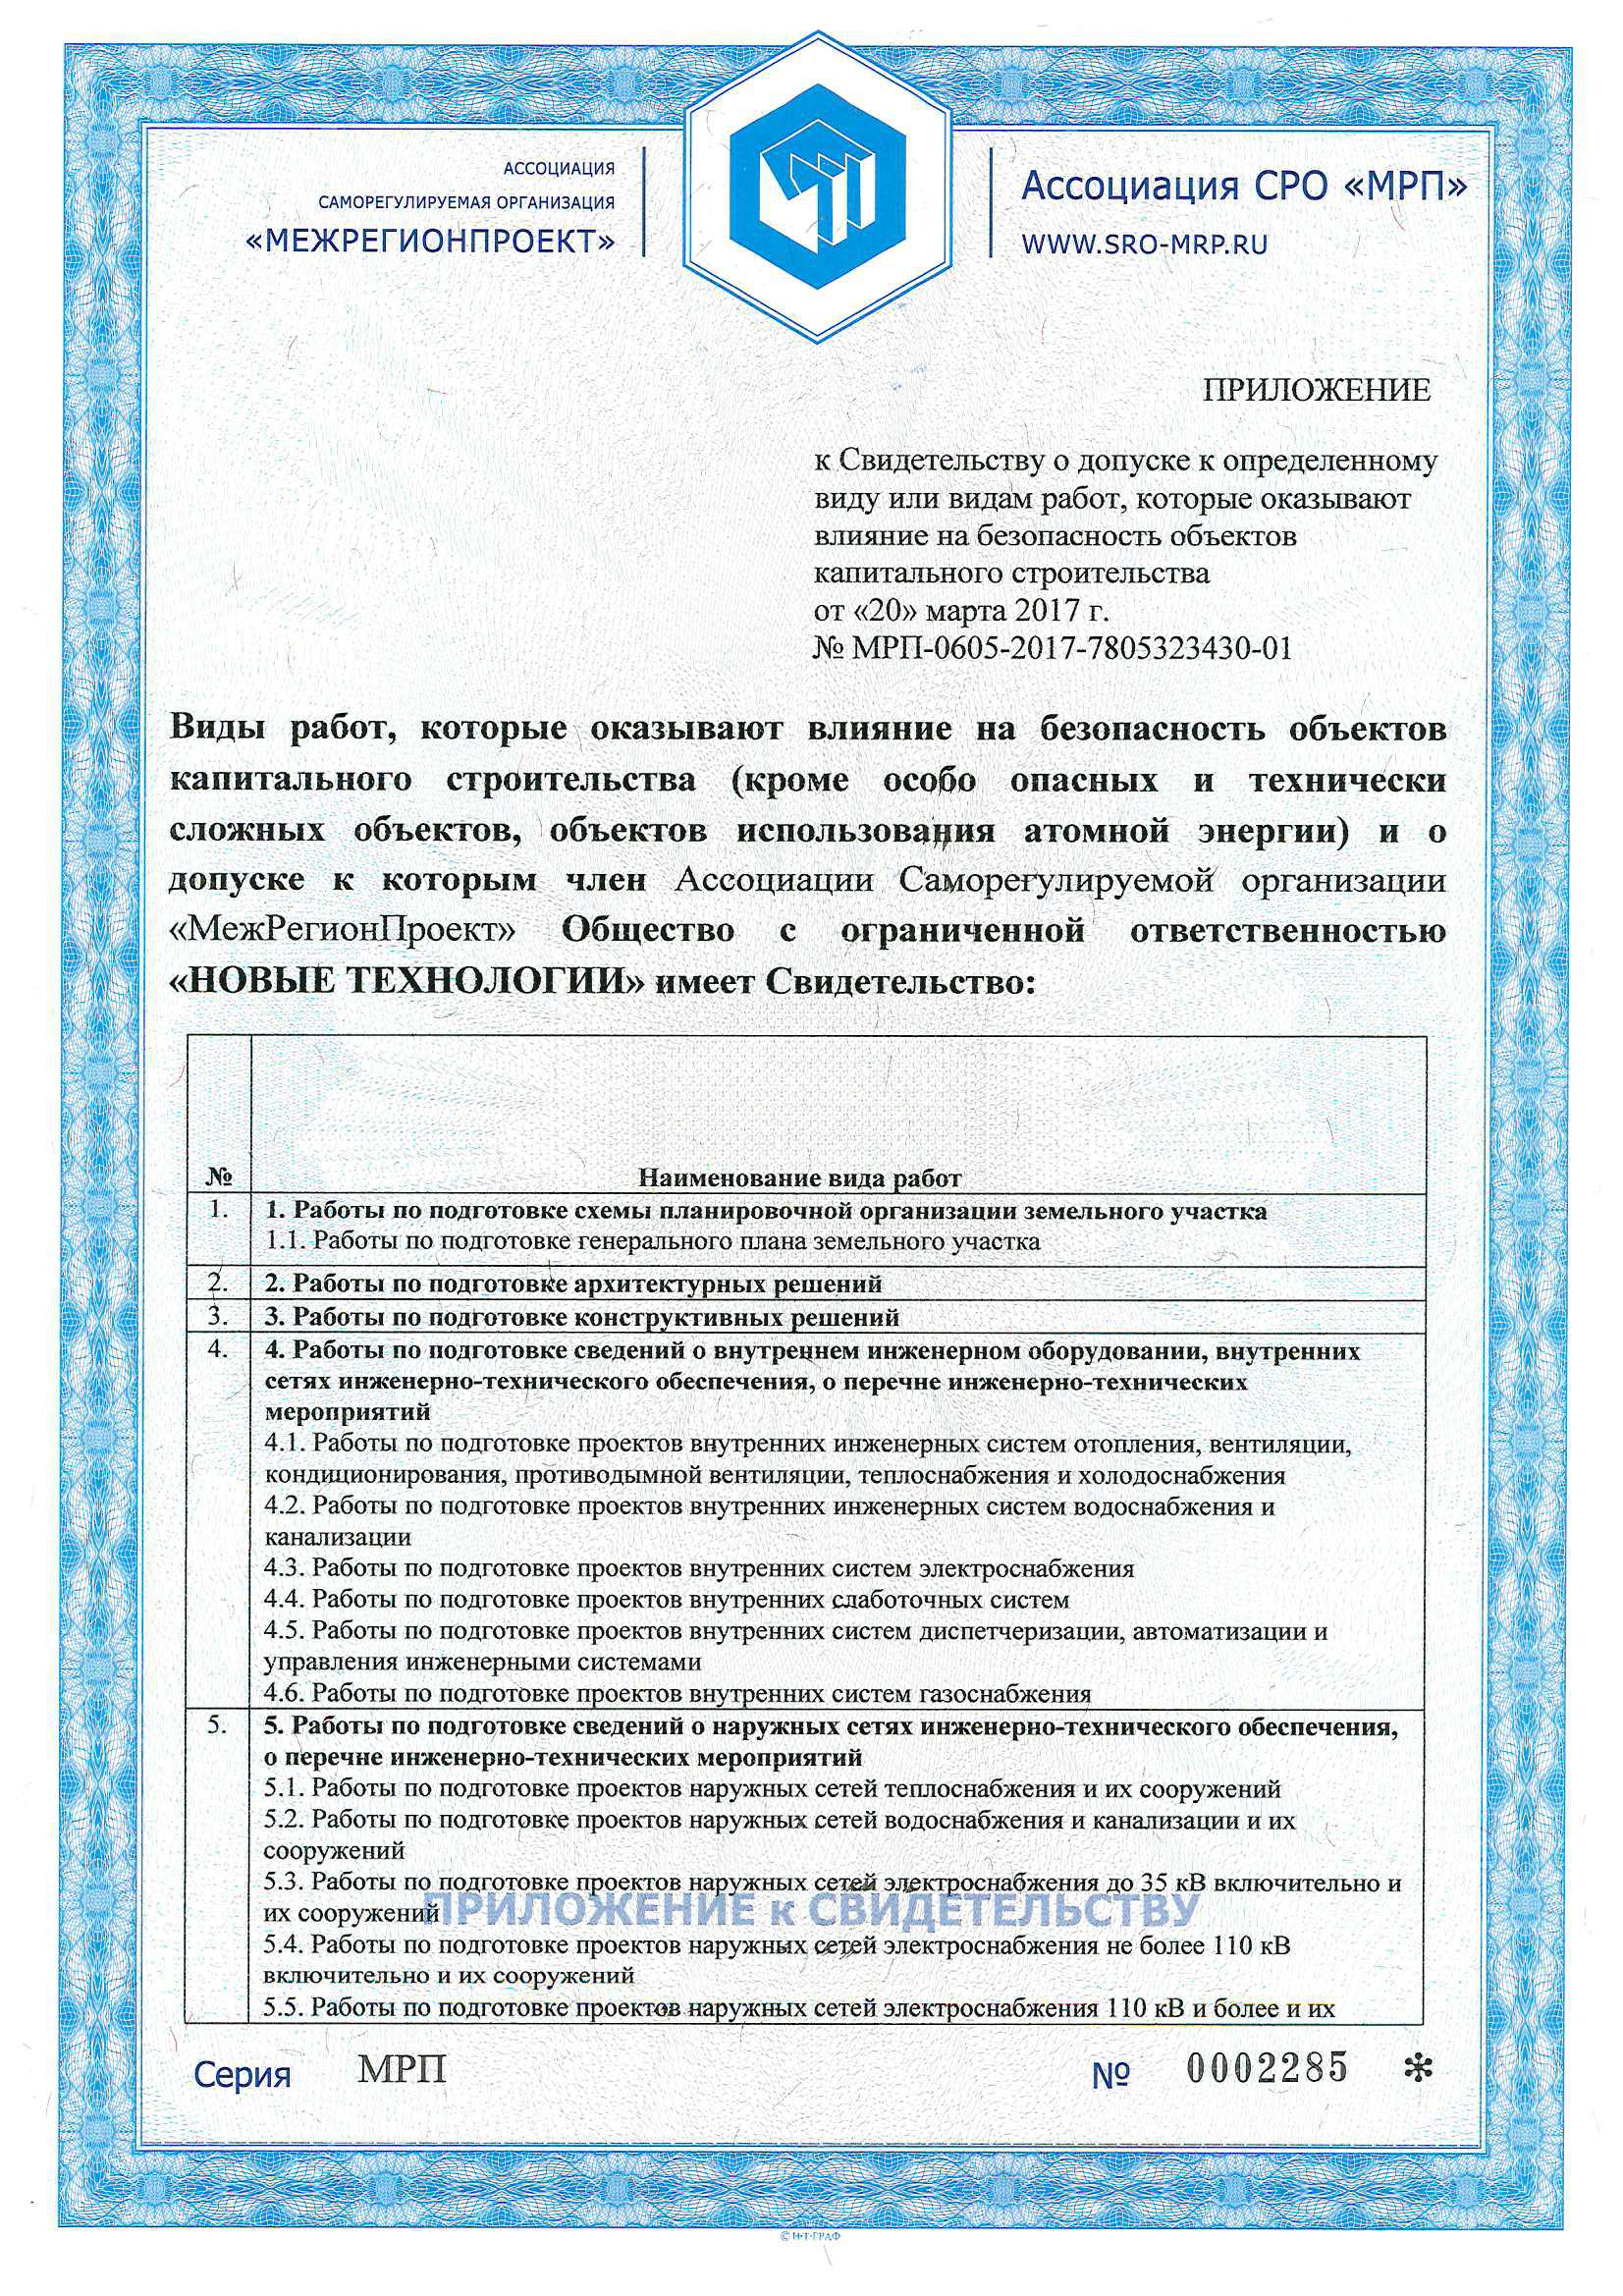 АССОЦИАЦИЯ
САМОРЕГУЛИРУЕМАЯ ОРГАНИЗАЦИЯ
«МЕЖРЕГИОНПРОЕКТ»
Ассоциация СРО «МРП»
WWW.SRO-MRP.RU
ПРИЛОЖЕНИЕ
к Свидетельству о допуске к определенному
виду или видам работ, которые оказывают
влияние на безопасность объектов
капитального строительства
от «20» марта 2017 г.
№ МРП-0605-2017-7805323430-01
Виды работ, которые оказывают влияние на безопасность объектов
капитального строительства (кроме особо опасных и технически
сложных объектов, объектов использования атомной энергии) и о
допуске к которым член Ассоциации Саморегулируемой организации
«МежРегионПроект» Общество с ограниченной ответственностью
«НОВЫЕ ТЕХНОЛОГИИ» имеет Свидетельство:
№ Наименование вида работ
1. 1. Работы по подготовке схемы планировочной организации земельного участка
1.1. Работы по подготовке генерального плана земельного участка
2. 2. Работы по подготовке архитектурных решений
3. 3. Работы по подготовке конструктивных решений
4. 4. Работы по подготовке сведений о внутреннем инженерном оборудовании, внутренних
сетях инженерно-технического обеспечения, о перечне инженерно-технических
мероприятий
4.1. Работы по подготовке проектов внутренних инженерных систем отопления, вентиляции,
кондиционирования, противодымной вентиляции, теплоснабжения и холодоснабжения
4.2. Работы по подготовке проектов внутренних инженерных систем водоснабжения и
канализации
4.3. Работы по подготовке проектов внутренних систем электроснабжения
4.4. Работы по подготовке проектов внутренних слаботочных систем
4.5. Работы по подготовке проектов внутренних систем диспетчеризации, автоматизации и
управления инженерными системами
4.6. Работы по подготовке проектов внутренних систем газоснабжения
5. 5. Работы по подготовке сведений о наружных сетях инженерно-технического обеспечения,
о перечне инженерно-технических мероприятий
5.1. Работы по подготовке проектов наружных сетей теплоснабжения и их сооружений
5.2. Работы по подготовке проектов наружных сетей водоснабжения и канализации и их
сооружений
5.3. Работы по подготовке проектов наружных сетей электроснабжения до 35 кВ включительно и
их сооружений
ПРИЛОЖЕНИЕ к СВИДЕТЕЛЬСТВУ
5.4. Работы по подготовке проектов наружных сетей электроснабжения не более 110 кВ
включительно и их сооружений
5.5. Работы по подготовке проектов наружных сетей электроснабжения 110 кВ и более и их
Серия МРП № 0002285 *
© Н·Т·ГРАФ